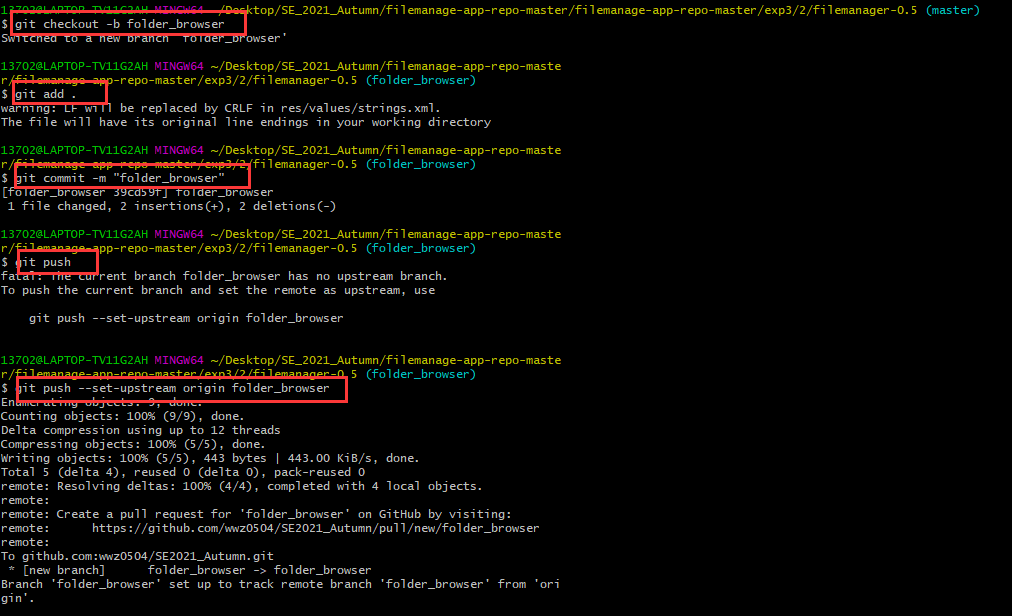 13702@LAPTOP-TV11G2AH MINGW64 ~/Desktop/SE_2021_Autumn/filemanage-app-repo-master/filemanage-app-repo-master/exp3/2/filemanager-0.5 (master)
$ git checkout -b folder_browser
Switched to a new branch 'folder_browser'
13702@LAPTOP-TV11G2AH MINGW64 ~/Desktop/SE_2021_Autumn/filemanage-app-repo-maste
r/filemanage-app-repo-master/exp3/2/filemanager-0.5 (folder_browser)
$ git add .
warning: LF will be replaced by CRLF in res/values/strings.xml.
The file will have its original line endings in your working directory
13702@LAPTOP-TV11G2AH MINGW64 ~/Desktop/SE_2021_Autumn/filemanage-app-repo-maste
r/filemanage-app-repo-master/exp3/2/filemanager-0.5 (folder_browser)
$ git commit -m "folder_browser"
[folder_browser 39cd59f] folder_browser
 1 file changed, 2 insertions(+), 2 deletions(-)
13702@LAPTOP-TV11G2AH MINGW64 ~/Desktop/SE_2021_Autumn/filemanage-app-repo-maste
r/filemanage-app-repo-master/exp3/2/filemanager-0.5 (folder_browser)
$ git push
fatal: The current branch folder_browser has no upstream branch.
To push the current branch and set the remote as upstream, use
    git push --set-upstream origin folder_browser
13702@LAPTOP-TV11G2AH MINGW64 ~/Desktop/SE_2021_Autumn/filemanage-app-repo-maste
r/filemanage-app-repo-master/exp3/2/filemanager-0.5 (folder_browser)
$ git push --set-upstream origin folder_browser
Enumerating objects: 9, done.
Counting objects: 100% (9/9), done.
Delta compression using up to 12 threads
Compressing objects: 100% (5/5), done.
Writing objects: 100% (5/5), 443 bytes | 443.00 KiB/s, done.
Total 5 (delta 4), reused 0 (delta 0), pack-reused 0
remote: Resolving deltas: 100% (4/4), completed with 4 local objects.
remote:
remote: Create a pull request for 'folder_browser' on GitHub by visiting:
remote:      https://github.com/wwz0504/SE2021_Autumn/pull/new/folder_browser
remote:
To github.com:wwz0504/SE2021_Autumn.git
 * [new branch]      folder_browser -> folder_browser
Branch 'folder_browser' set up to track remote branch 'folder_browser' from 'ori
gin'.